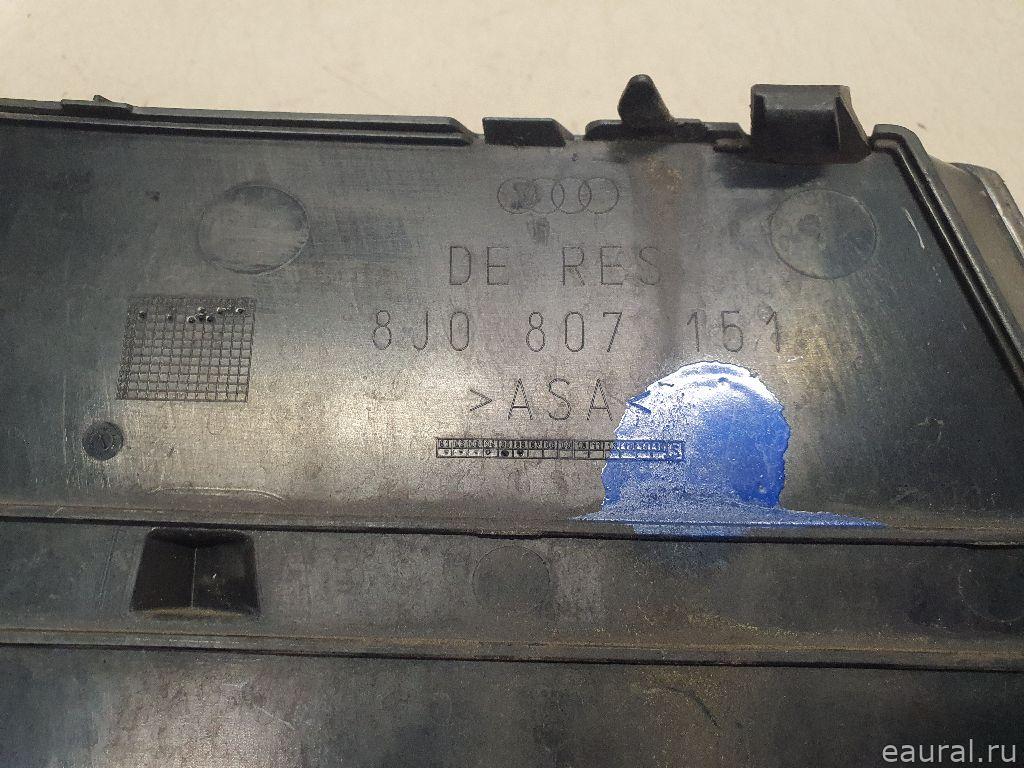 DE RES
8J0 807 151
>ASA<
eaural.ru